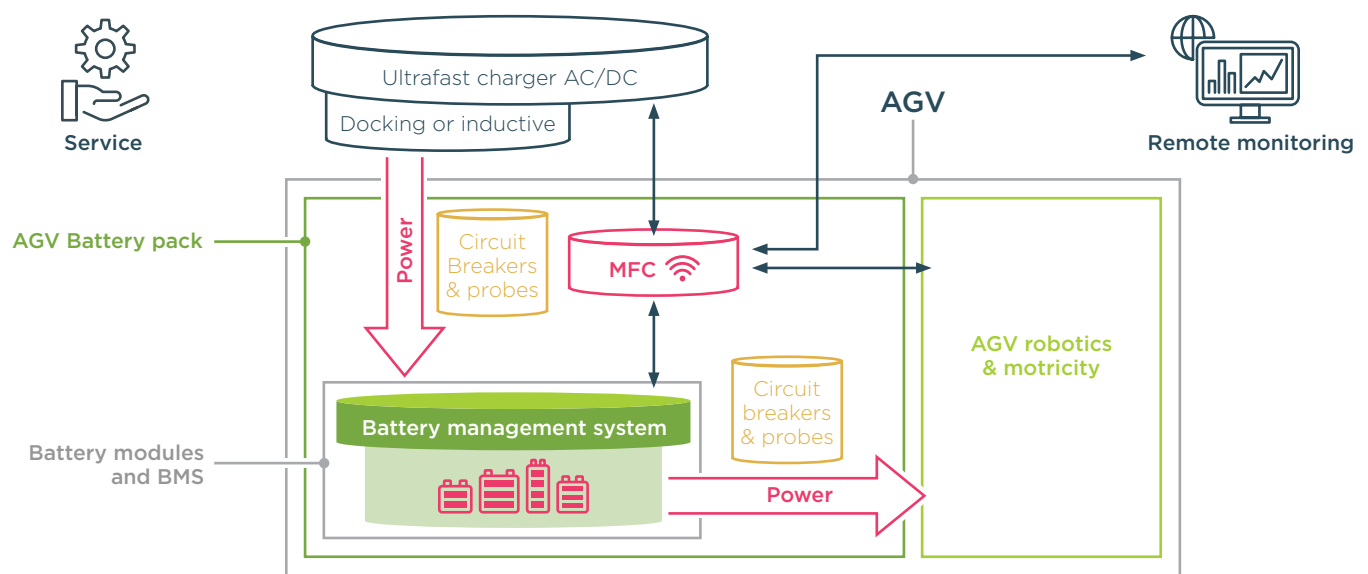 Ultrafast charger AC/DC
Docking or inductive
Service
AGV
Remote monitoring
AGV Battery pack
Power
Circuit
Breakers
& probes
MFC
AGV robotics
& motricity
Circuit
breakers
& probes
Battery management system
Battery modules
and BMS
Power